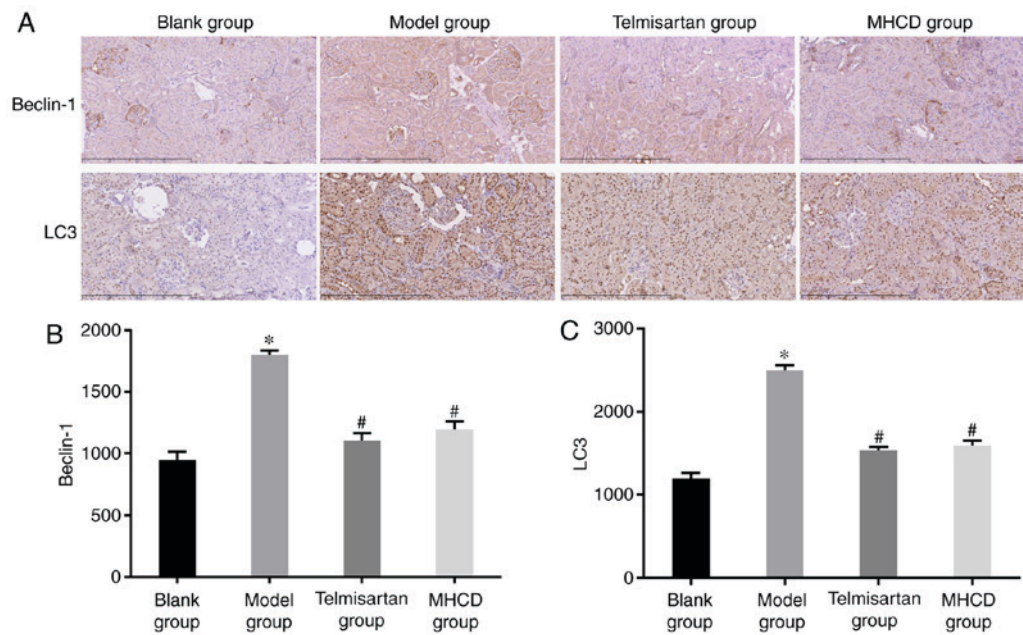 A
Blank group
Model group
Telmisartan group
MHCD group
Beclin-1
LC3
B
Beclin-1
2000
1500
1000
500
0
*
#
#
Blank
group
Model
group
Telmisartan
group
MHCD
group
C
LC3
3000
2000
1000
0
*
#
#
Blank
group
Model
group
Telmisartan
group
MHCD
group